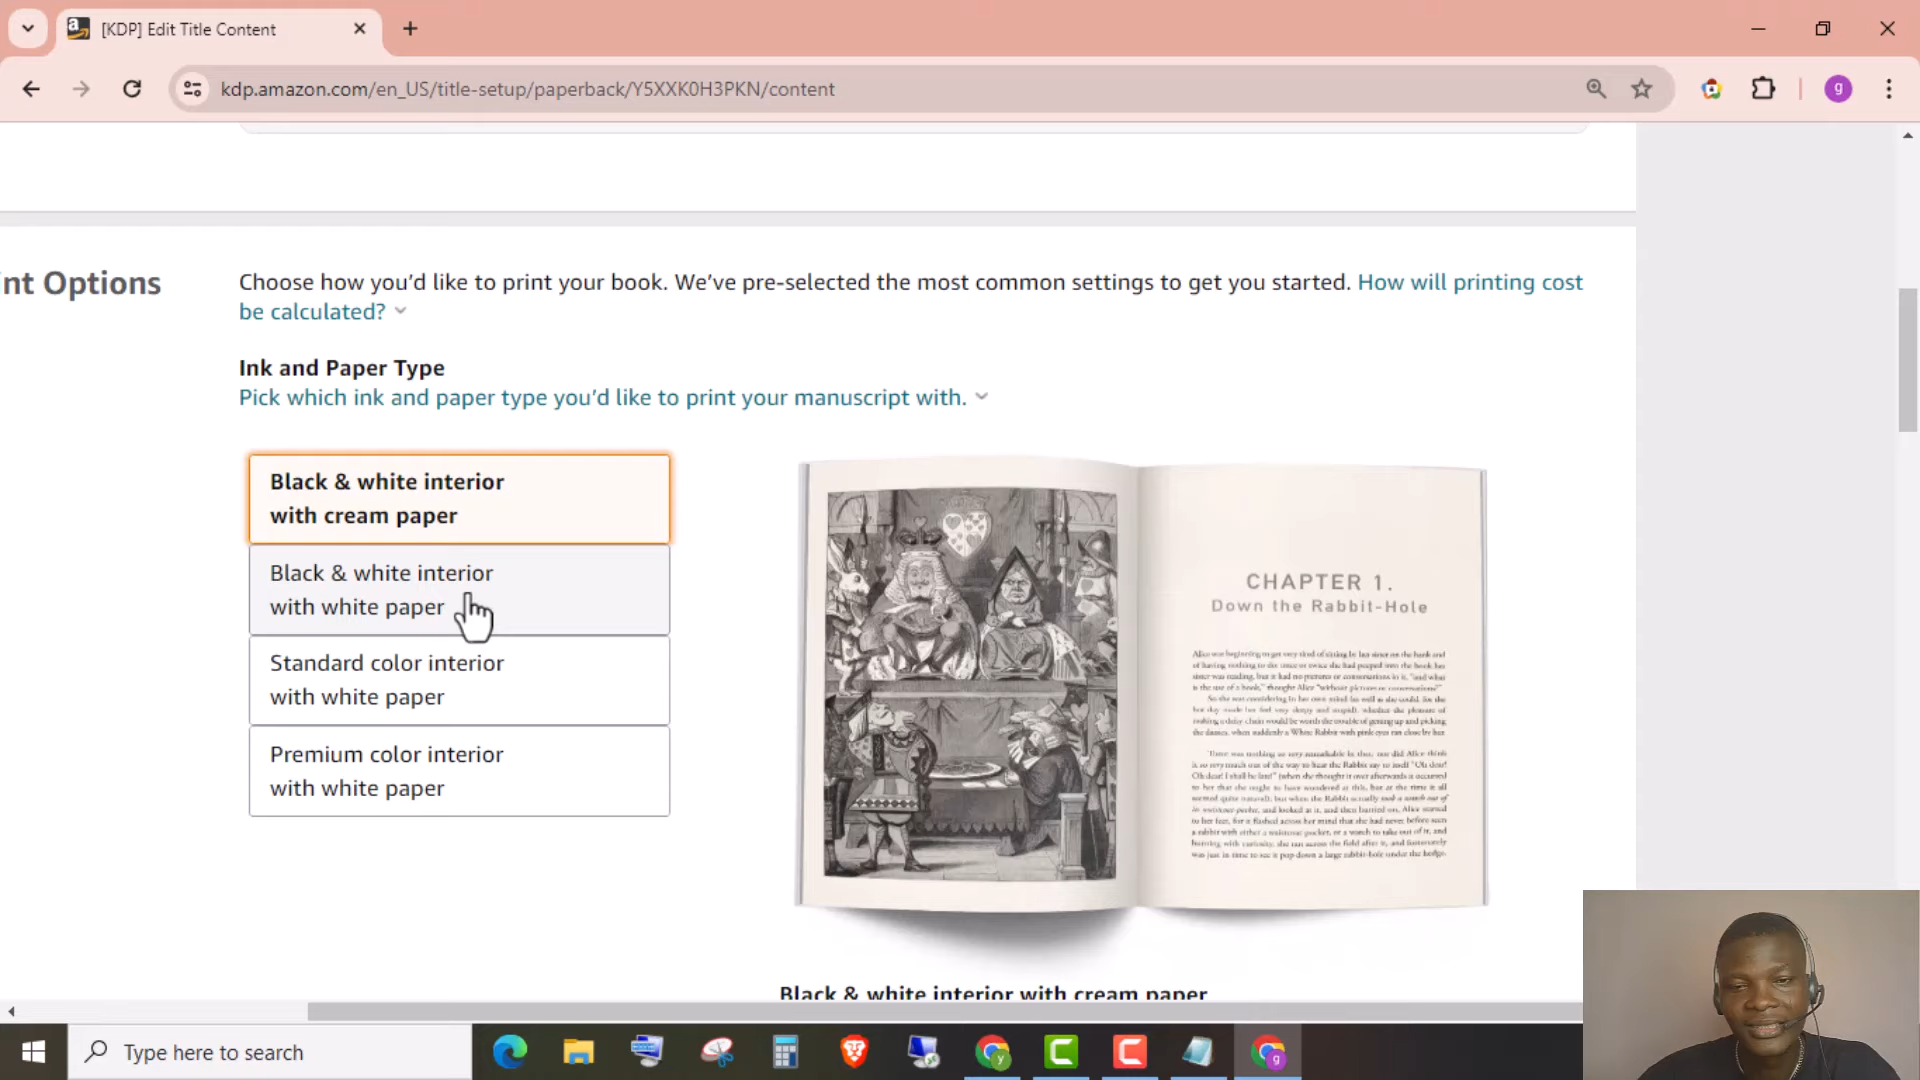 [KDP] Edit Title Content
kdp.amazon.com/en_US/title-setup/paperback/Y5XXK0H3PKN/content
g
int Options
Choose how you’d like to print your book. We’ve pre-selected the most common settings to get you started. How will printing cost
be calculated?
Ink and Paper Type
Pick which ink and paper type you’d like to print your manuscript with.
Black & white interior
with cream paper
Black & white interior
with white paper
Standard color interior
with white paper
Premium color interior
with white paper
CHAPTER 1.
Down the Rabbit-Hole
Black & white interior with cream paper
Type here to search